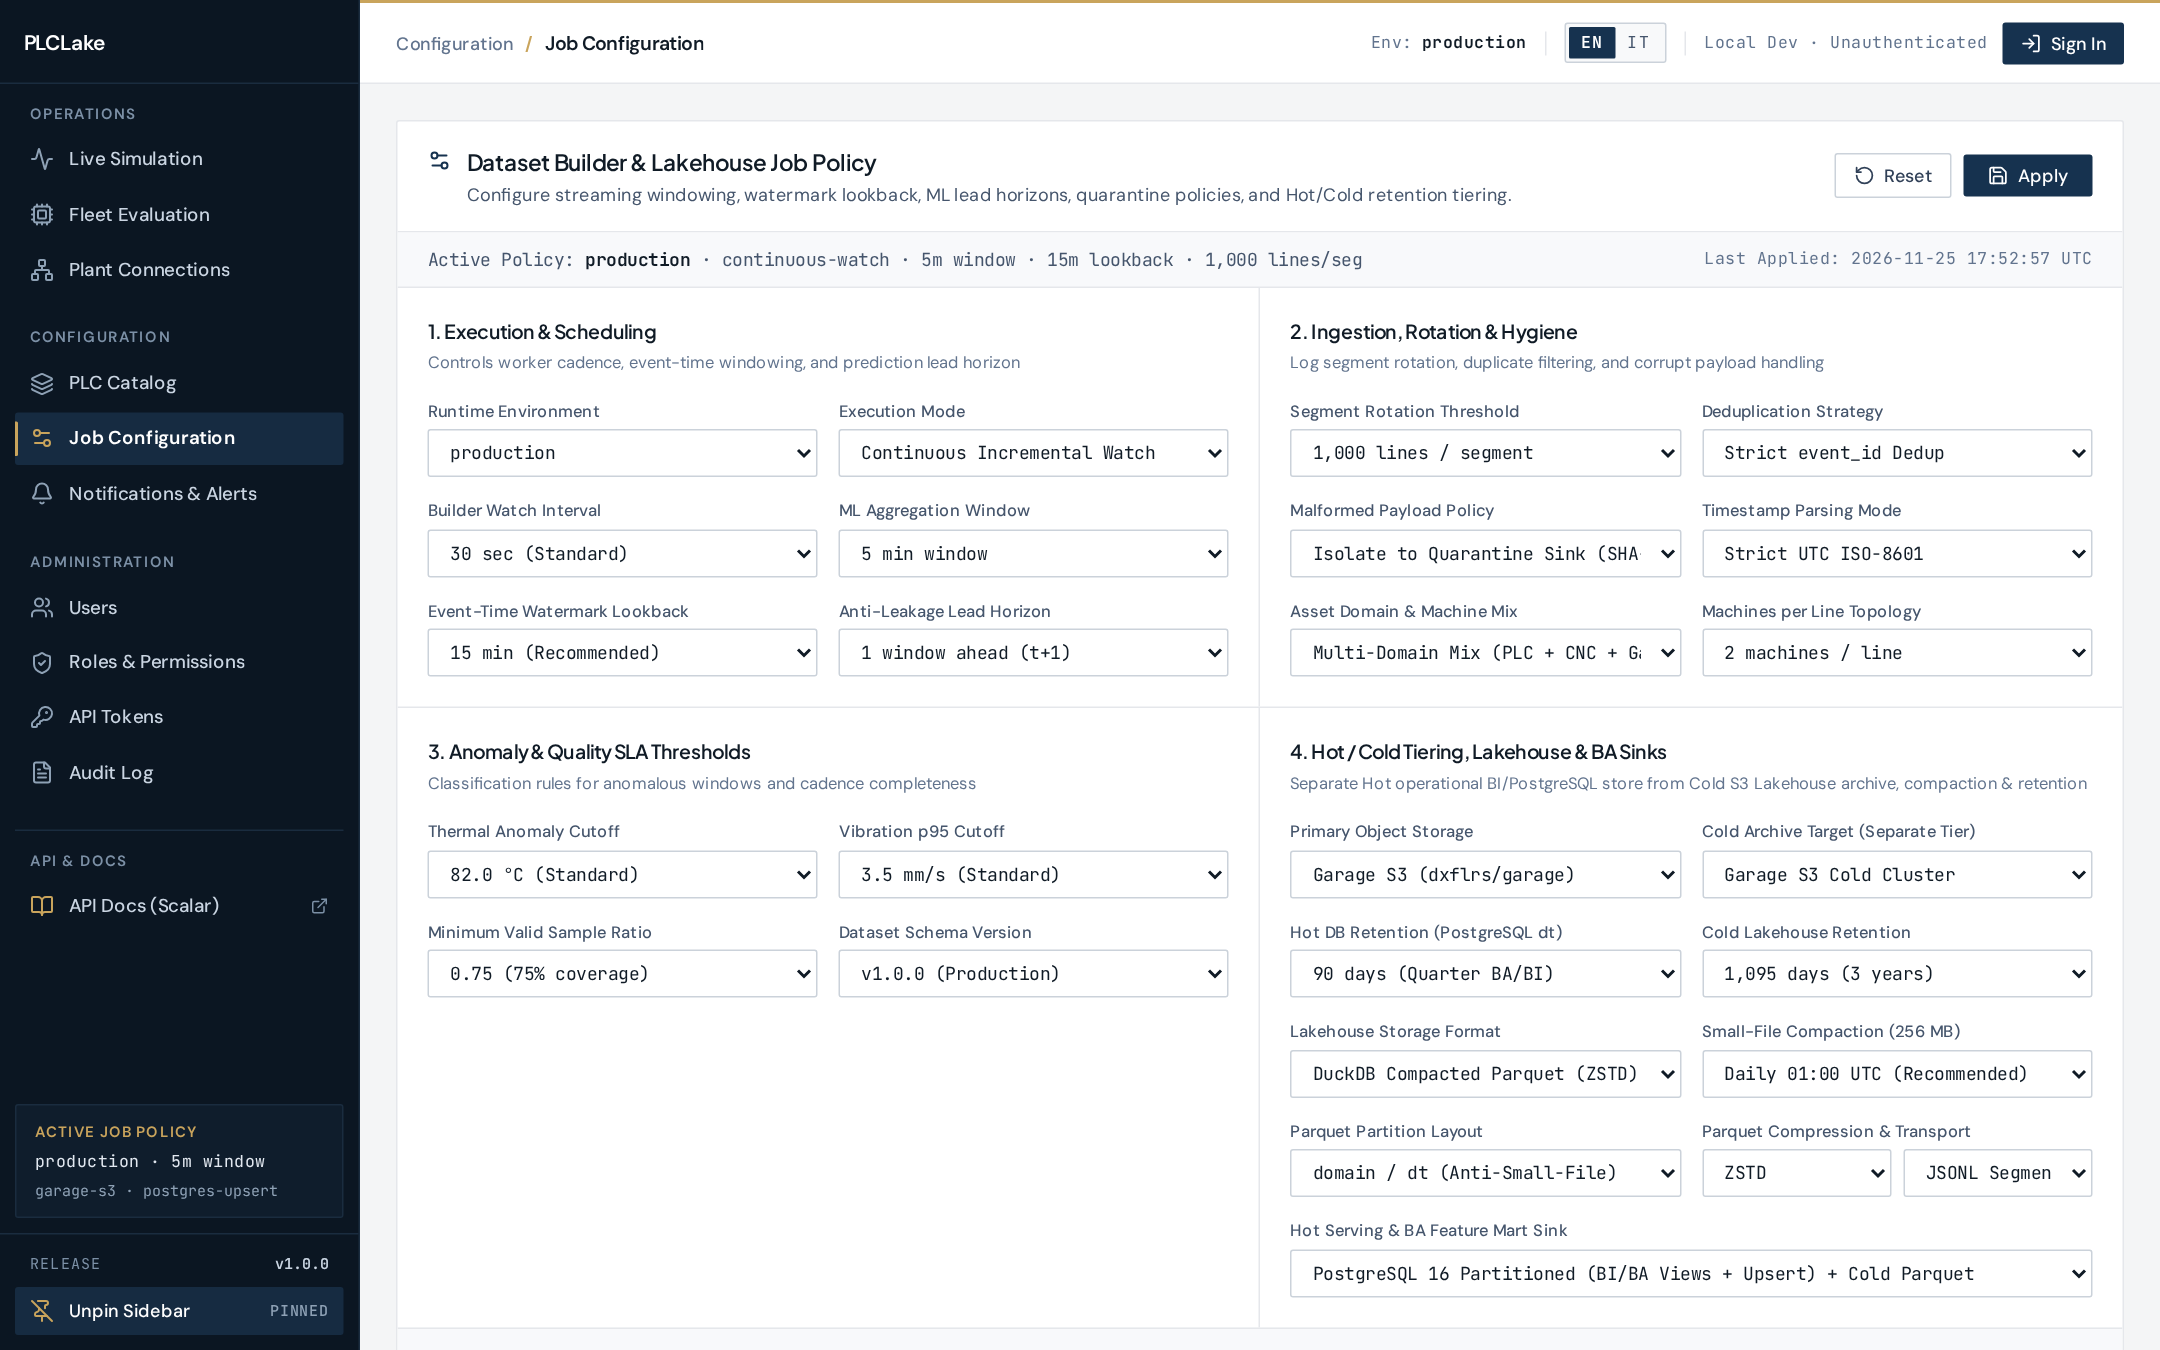 PLCLake
OPERATIONS
Live Simulation
Fleet Evaluation
Plant Connections
CONFIGURATION
PLC Catalog
Job Configuration
Notifications & Alerts
ADMINISTRATION
Users
Roles & Permissions
API Tokens
Audit Log
API & DOCS
API Docs (Scalar)
ACTIVE JOB POLICY
production · 5m window
garage-s3 · postgres-upsert
RELEASE v1.0.0
Unpin Sidebar PINNED
Configuration / Job Configuration
Env: production EN IT Local Dev · Unauthenticated Sign In
Dataset Builder & Lakehouse Job Policy
Configure streaming windowing, watermark lookback, ML lead horizons, quarantine policies, and Hot/Cold retention tiering.
Reset Apply
Active Policy: production · continuous-watch · 5m window · 15m lookback · 1,000 lines/seg
Last Applied: 2026-11-25 17:52:57 UTC
1. Execution & Scheduling
Controls worker cadence, event-time windowing, and prediction lead horizon
Runtime Environment Execution Mode
production Continuous Incremental Watch
Builder Watch Interval ML Aggregation Window
30 sec (Standard) 5 min window
Event-Time Watermark Lookback Anti-Leakage Lead Horizon
15 min (Recommended) 1 window ahead (t+1)
2. Ingestion, Rotation & Hygiene
Log segment rotation, duplicate filtering, and corrupt payload handling
Segment Rotation Threshold Deduplication Strategy
1,000 lines / segment Strict event_id Dedup
Malformed Payload Policy Timestamp Parsing Mode
Isolate to Quarantine Sink (SHA- Strict UTC ISO-8601
Asset Domain & Machine Mix Machines per Line Topology
Multi-Domain Mix (PLC + CNC + Ga 2 machines / line
3. Anomaly & Quality SLA Thresholds
Classification rules for anomalous windows and cadence completeness
Thermal Anomaly Cutoff Vibration p95 Cutoff
82.0 °C (Standard) 3.5 mm/s (Standard)
Minimum Valid Sample Ratio Dataset Schema Version
0.75 (75% coverage) v1.0.0 (Production)
4. Hot / Cold Tiering, Lakehouse & BA Sinks
Separate Hot operational BI/PostgreSQL store from Cold S3 Lakehouse archive, compaction & retention
Primary Object Storage Cold Archive Target (Separate Tier)
Garage S3 (dxflrs/garage) Garage S3 Cold Cluster
Hot DB Retention (PostgreSQL dt) Cold Lakehouse Retention
90 days (Quarter BA/BI) 1,095 days (3 years)
Lakehouse Storage Format Small-File Compaction (256 MB)
DuckDB Compacted Parquet (ZSTD) Daily 01:00 UTC (Recommended)
Parquet Partition Layout Parquet Compression & Transport
domain / dt (Anti-Small-File) ZSTD JSONL Segmen
Hot Serving & BA Feature Mart Sink
PostgreSQL 16 Partitioned (BI/BA Views + Upsert) + Cold Parquet